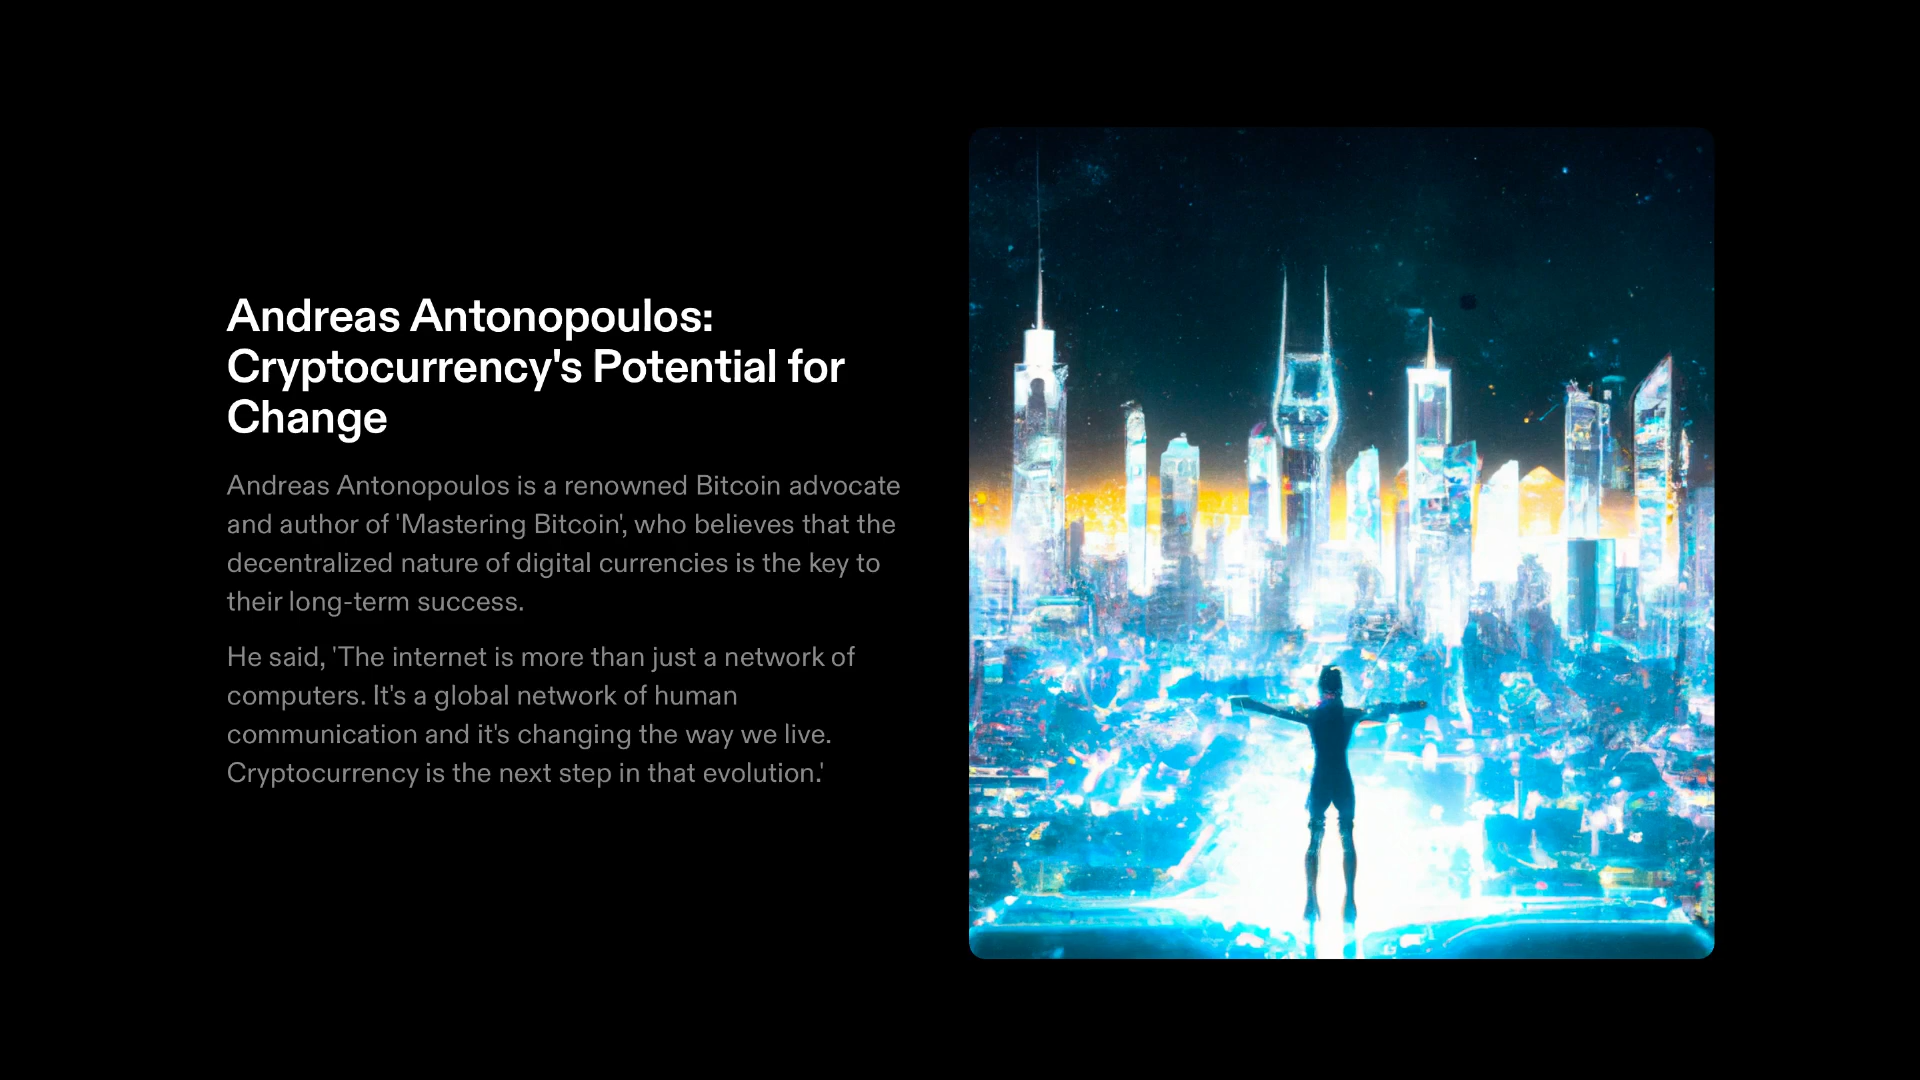 Andreas Antonopoulos:
Cryptocurrency's Potential for
Change
Andreas Antonopoulos is a renowned Bitcoin advocate
and author of 'Mastering Bitcoin', who believes that the
decentralized nature of digital currencies is the key to
their long-term success.
He said, 'The internet is more than just a network of
computers. It's a global network of human
communication and it's changing the way we live.
Cryptocurrency is the next step in that evolution.'